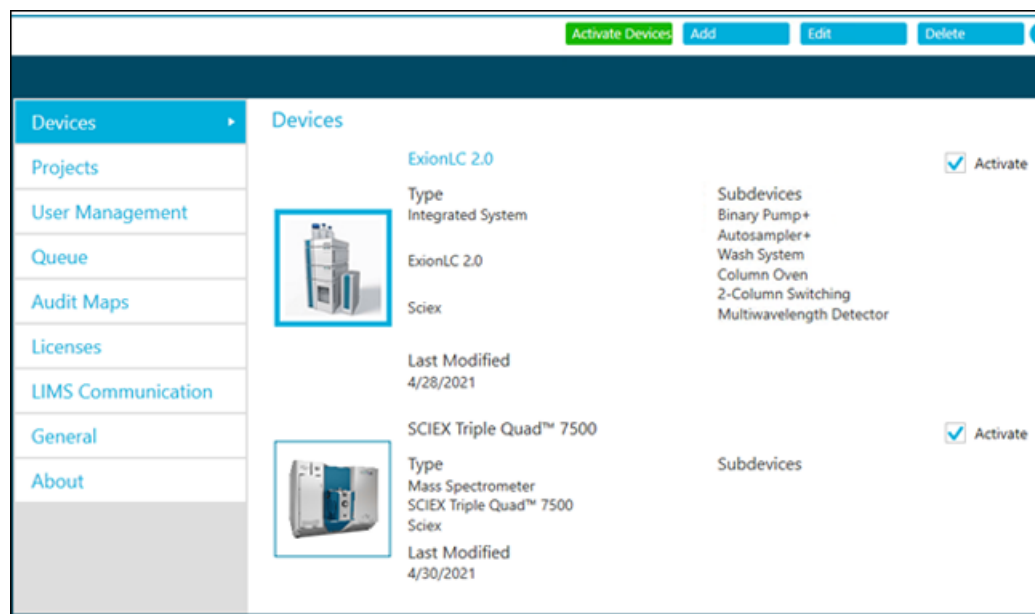 Activate Devices Add Edit Delete
Devices
Projects
User Management
Queue
Audit Maps
Licenses
LIMS Communication
General
About
Devices
ExionLC 2.0
Activate
Type
Integrated System
ExionLC 2.0
Sciex
Subdevices
Binary Pump+
Autosampler+
Wash System
Column Oven
2-Column Switching
Multiwavelength Detector
Last Modified
4/28/2021
SCIEX Triple Quad™ 7500
Activate
Type
Mass Spectrometer
SCIEX Triple Quad™ 7500
Sciex
Subdevices
Last Modified
4/30/2021